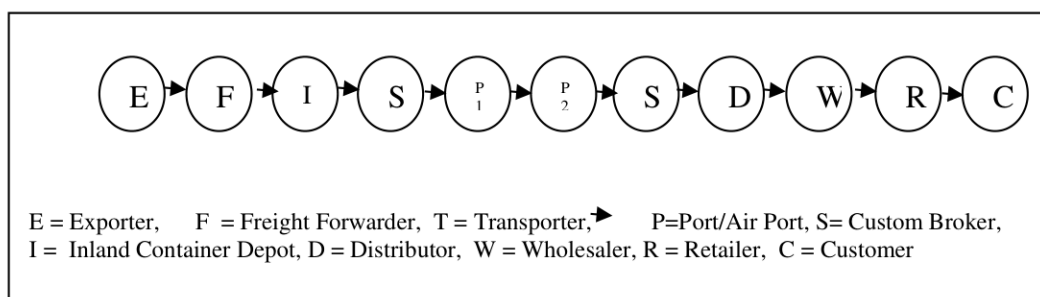 E F I S P 1 P 2 S D W R C
E = Exporter, F = Freight Forwarder, T = Transporter, P=Port/Air Port, S= Custom Broker,
I = Inland Container Depot, D = Distributor, W = Wholesaler, R = Retailer, C = Customer